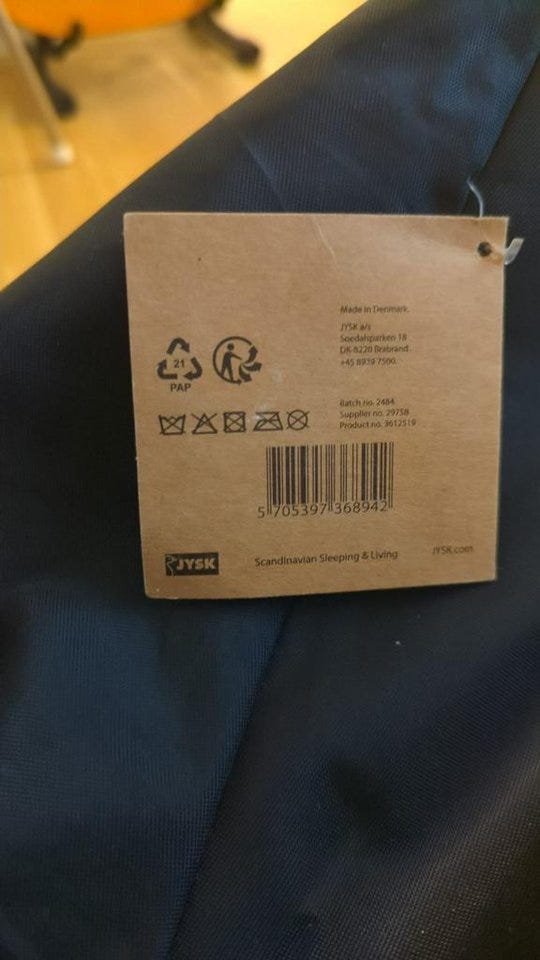 Made in Denmark.
JYSK a/s
Soedalsparken 18
DK-8220 Brabrand.
+45 8939 7500.
21
PAP
Batch no. 2484
Supplier no. 29758
Product no. 3612519
5 705397 368942
JYSK
Scandinavian Sleeping & Living
JYSK.com